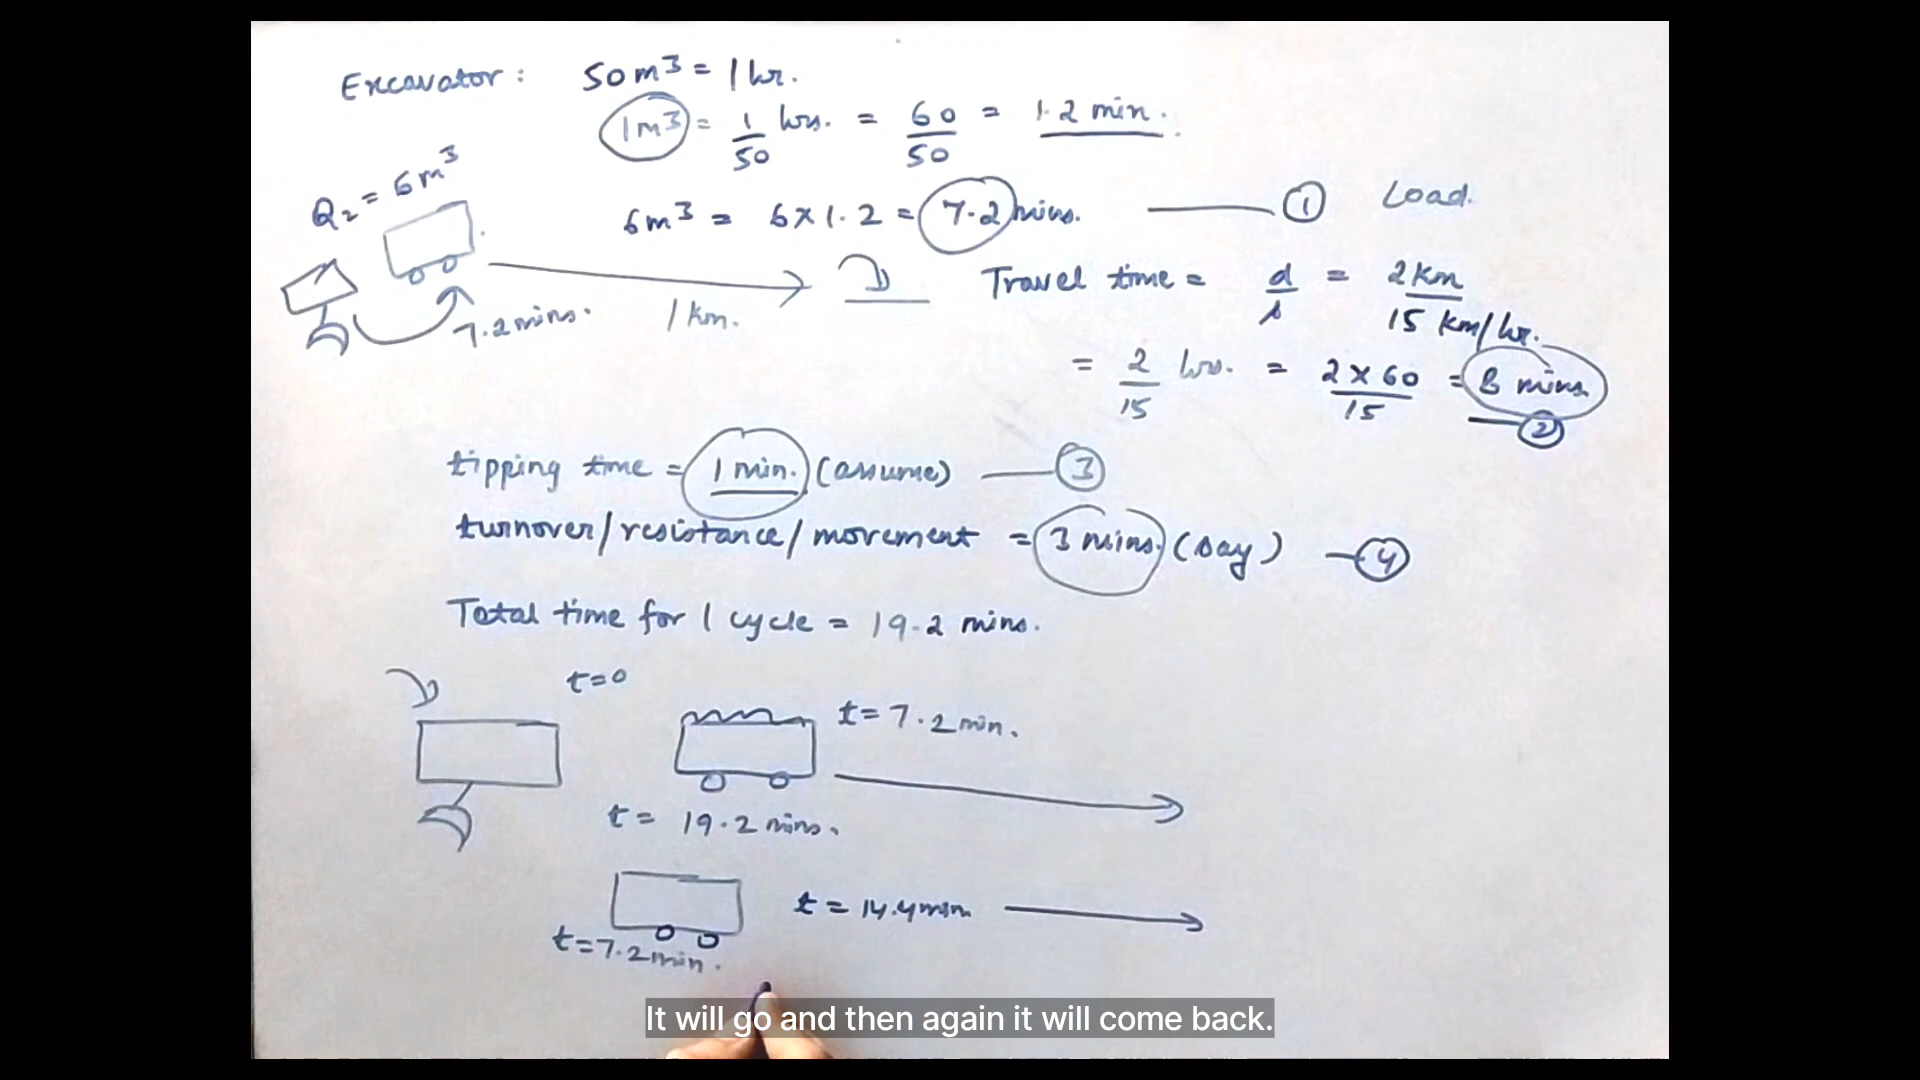 Excavator: 50m³ = 1 hr.
1m³ = 1/50 hrs. = 60/50 = 1.2 min.
Q₂ = 6m³
6m³ = 6 x 1.2 = 7.2 mins. ① Load.
7.2 mins.
1 km.
Travel time = d/s = 2km/15 km/hr.
= 2/15 hrs. = 2 x 60/15 = 8 mins. ②
tipping time = 1 min. (assume) ③
turnover/resistance/movement = 3 mins. (say) ④
Total time for 1 cycle = 19.2 mins.
t=0
t= 7.2 min.
t= 19.2 mins.
t = 14.4 min
t=7.2 min.
It will go and then again it will come back.